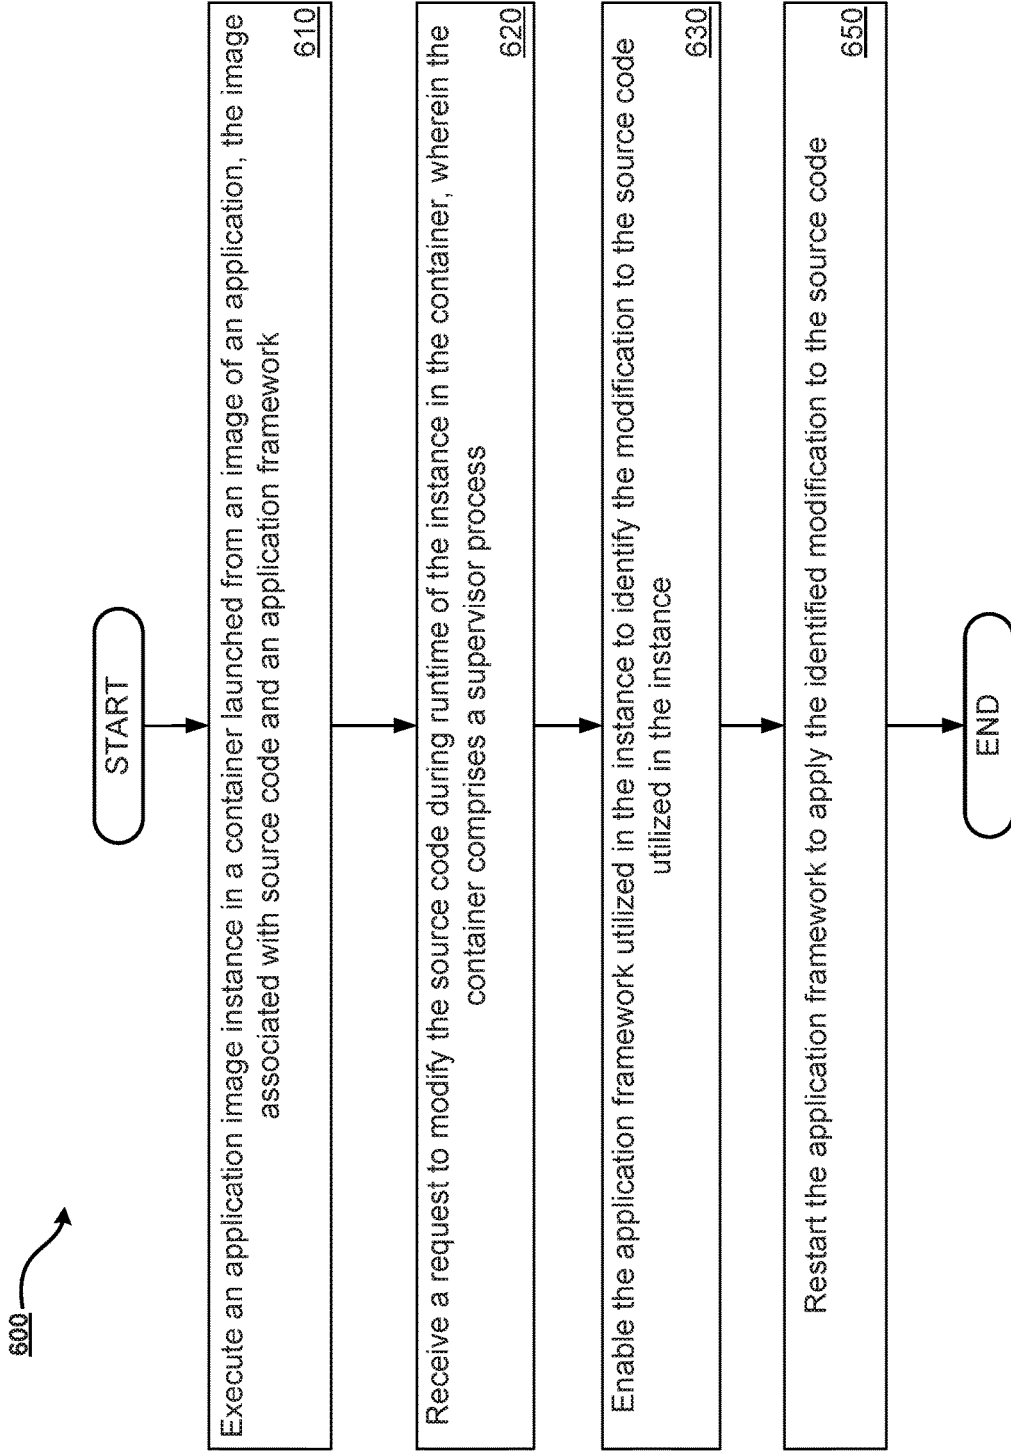 600
START
Execute an application image instance in a container launched from an image of an application, the image
associated with source code and an application framework
610
Receive a request to modify the source code during runtime of the instance in the container, wherein the
container comprises a supervisor process
620
Enable the application framework utilized in the instance to identify the modification to the source code
utilized in the instance
630
Restart the application framework to apply the identified modification to the source code
650
END